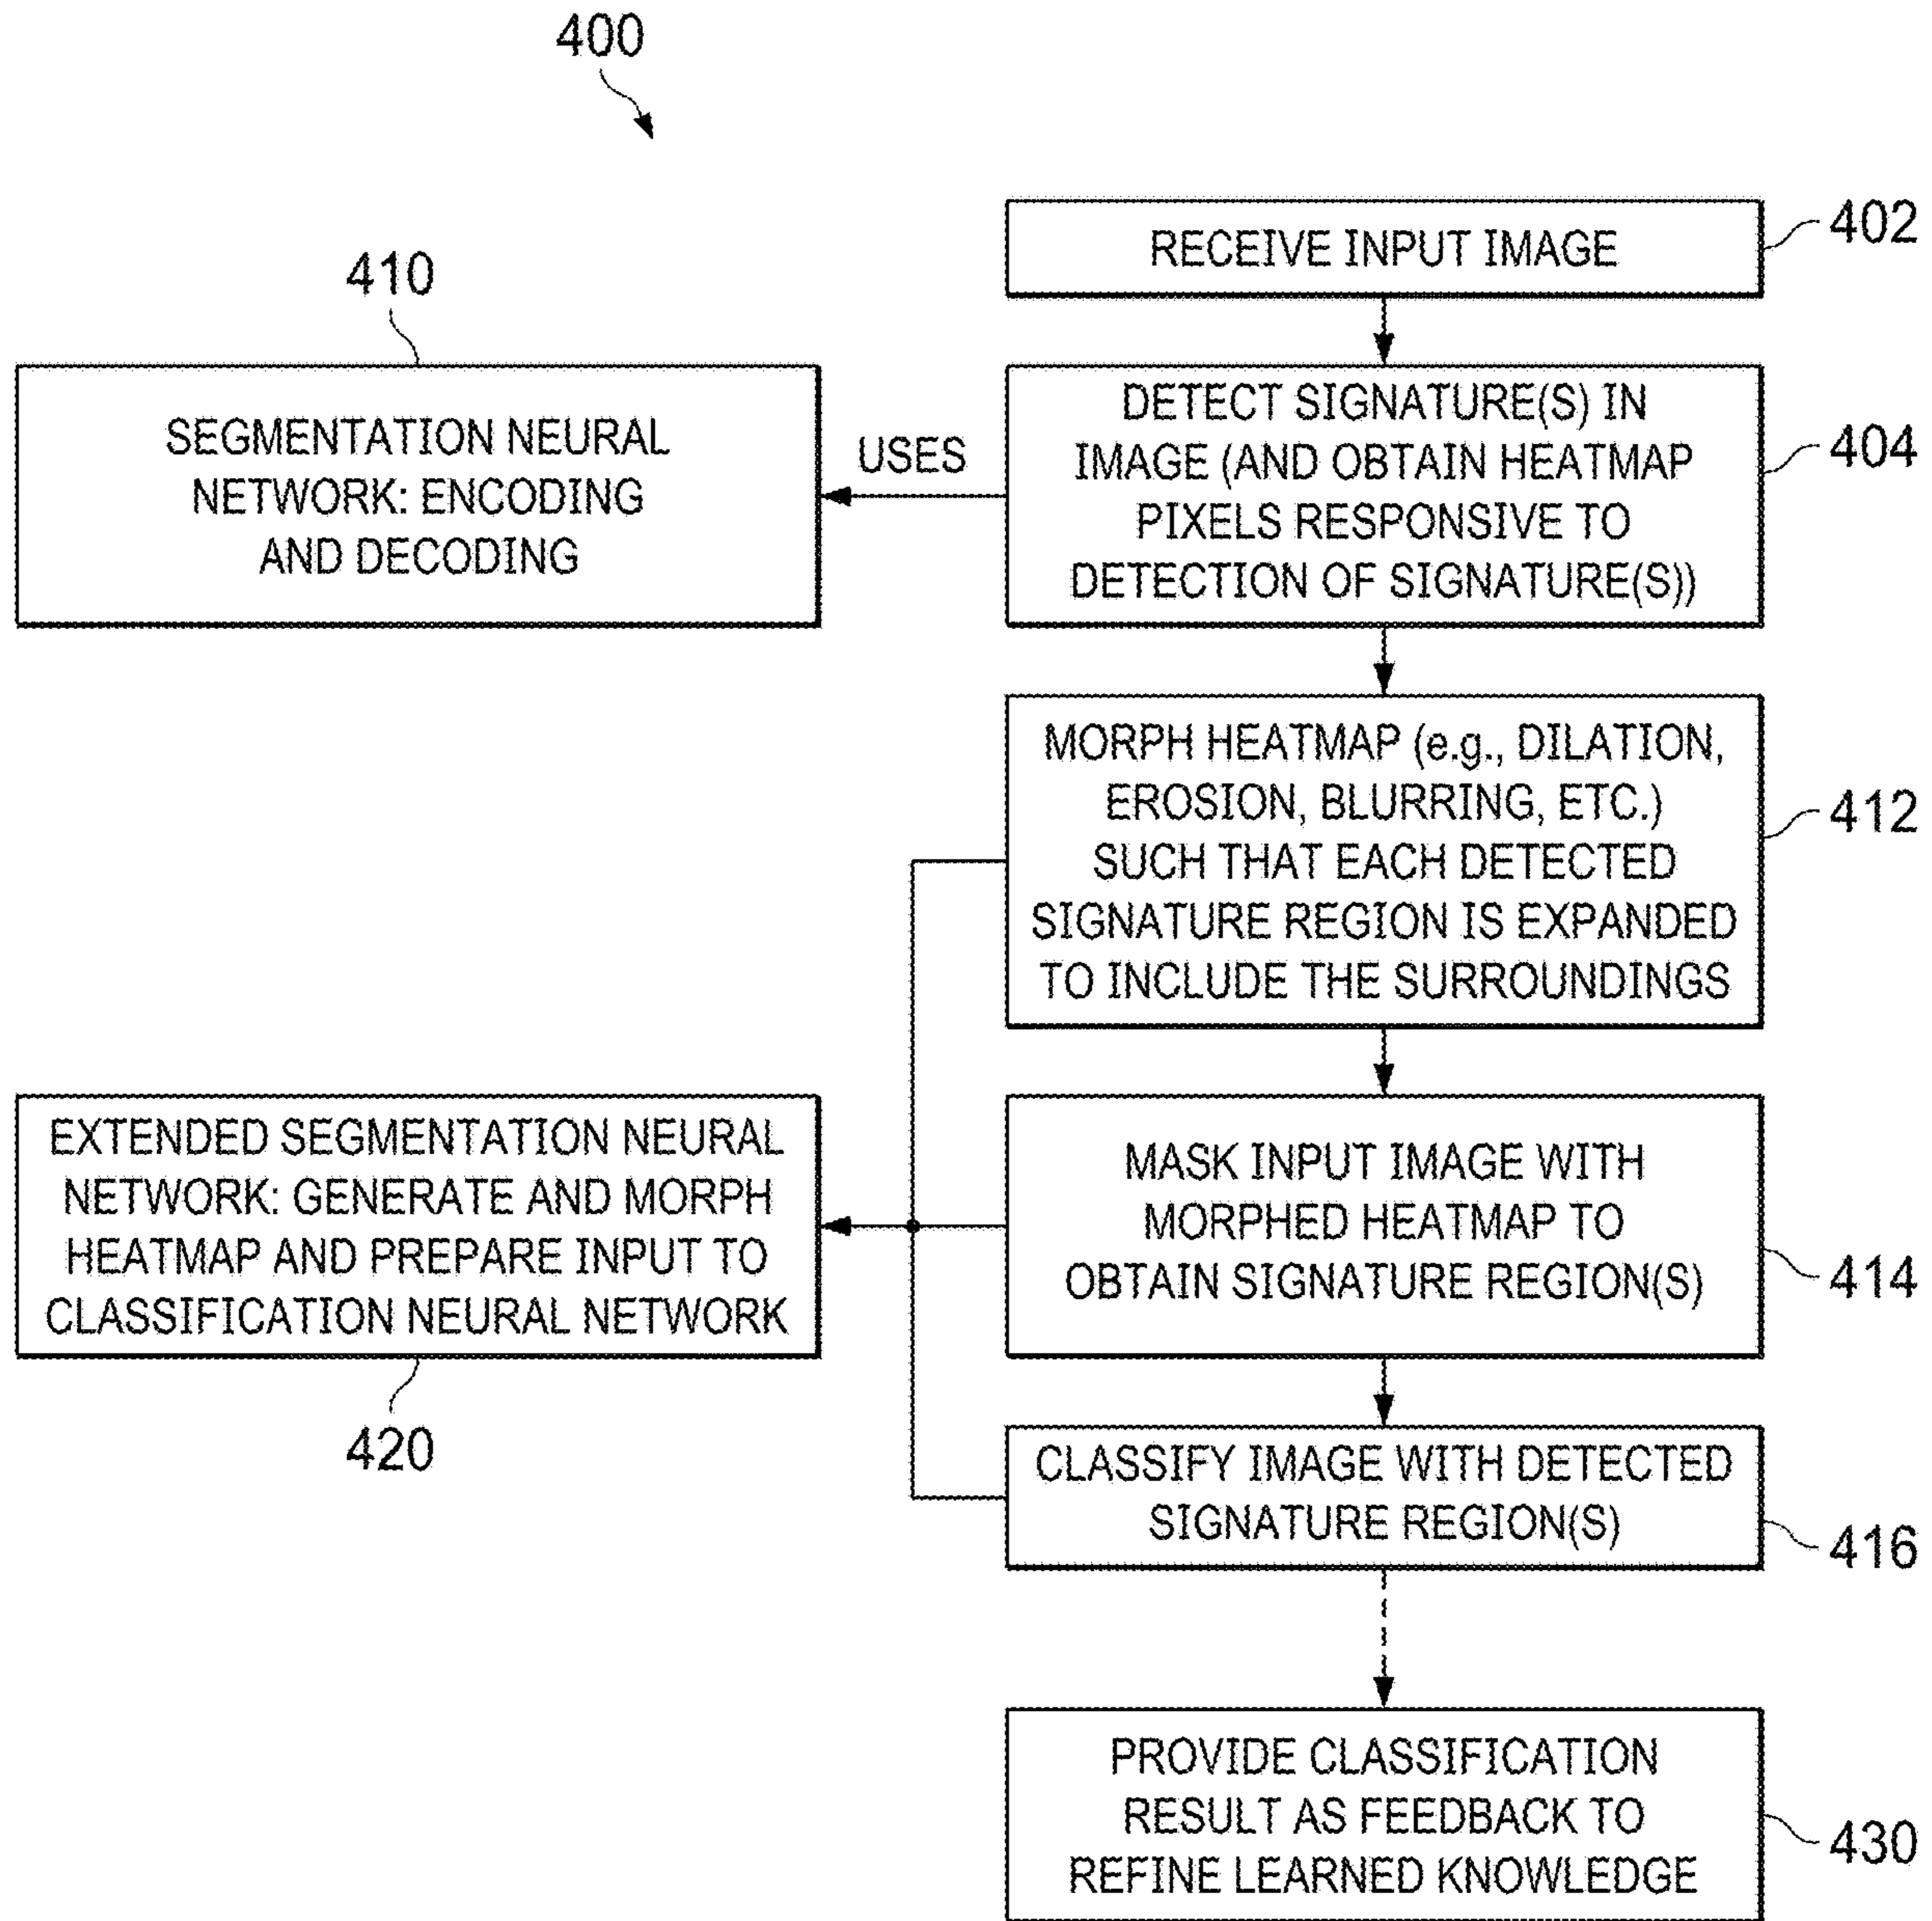 400
RECEIVE INPUT IMAGE
402
410
SEGMENTATION NEURAL
NETWORK: ENCODING
AND DECODING
USES
DETECT SIGNATURE(S) IN
IMAGE (AND OBTAIN HEATMAP
PIXELS RESPONSIVE TO
DETECTION OF SIGNATURE(S))
404
MORPH HEATMAP (e.g., DILATION,
EROSION, BLURRING, ETC.)
SUCH THAT EACH DETECTED
SIGNATURE REGION IS EXPANDED
TO INCLUDE THE SURROUNDINGS
412
EXTENDED SEGMENTATION NEURAL
NETWORK: GENERATE AND MORPH
HEATMAP AND PREPARE INPUT TO
CLASSIFICATION NEURAL NETWORK
420
MASK INPUT IMAGE WITH
MORPHED HEATMAP TO
OBTAIN SIGNATURE REGION(S)
414
CLASSIFY IMAGE WITH DETECTED
SIGNATURE REGION(S)
416
PROVIDE CLASSIFICATION
RESULT AS FEEDBACK TO
REFINE LEARNED KNOWLEDGE
430